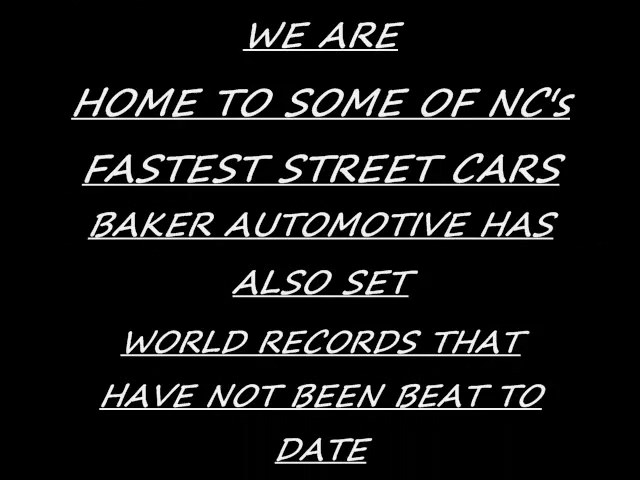 WE ARE
HOME TO SOME OF NC's
FASTEST STREET CARS
BAKER AUTOMOTIVE HAS
ALSO SET
WORLD RECORDS THAT
HAVE NOT BEEN BEAT TO
DATE